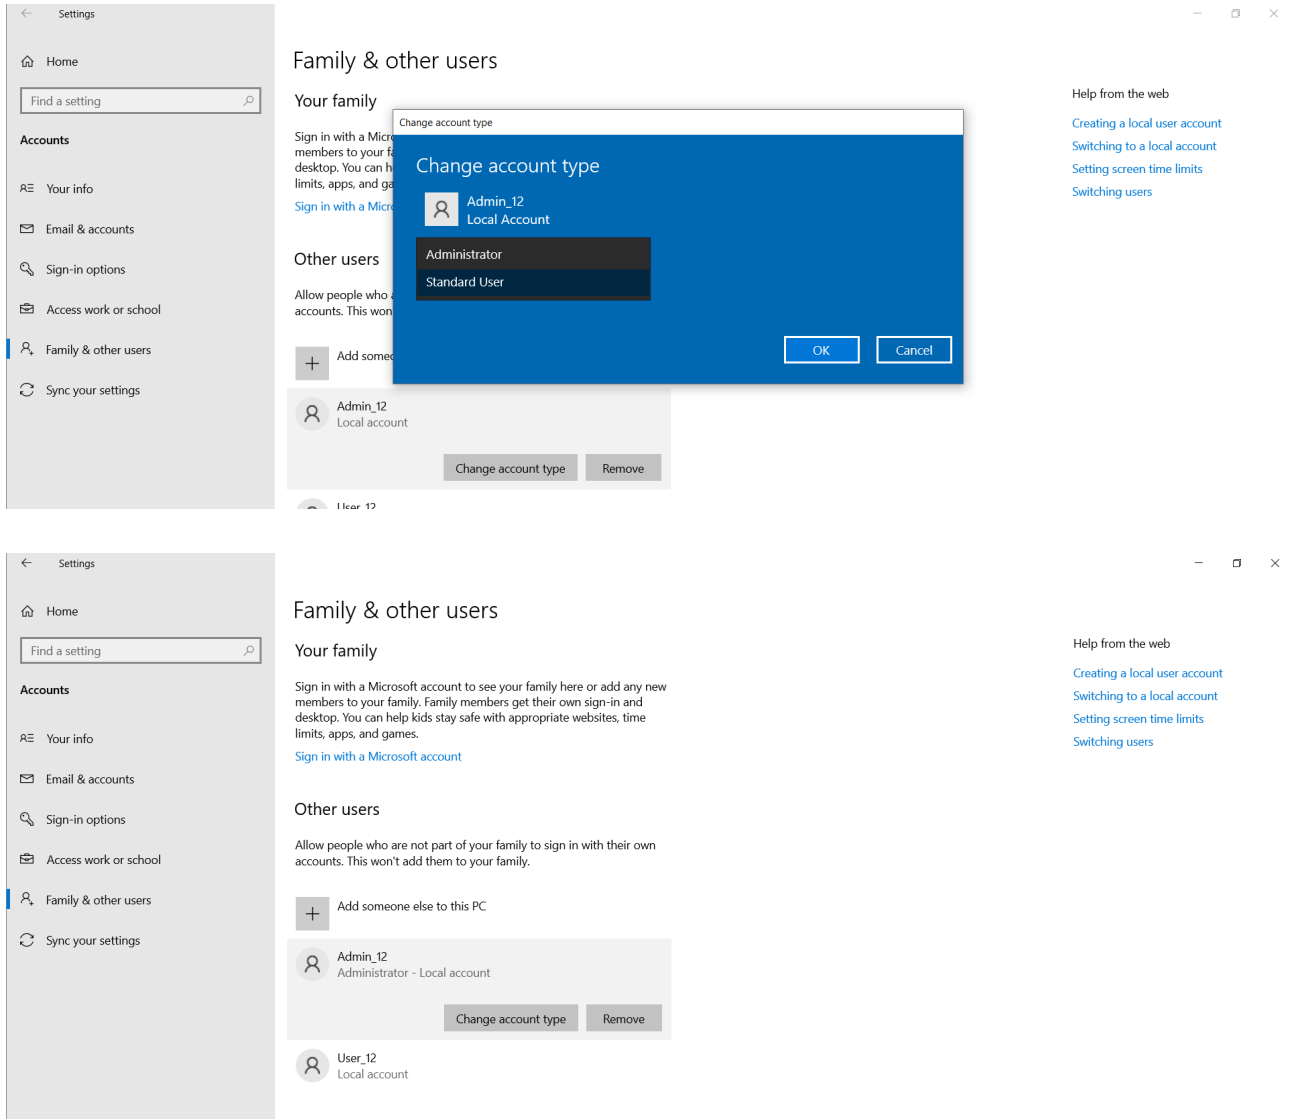 Settings
Home
Find a setting
Accounts
Your info
Email & accounts
Sign-in options
Access work or school
Family & other users
Sync your settings
Family & other users
Your family
Sign in with a Micr
members to your f
desktop. You can h
limits, apps, and ga
Sign in with a Micr
Other users
Allow people who
accounts. This won
Add some
Admin_12
Local account
Change account type
Remove
User_12
Change account type
Change account type
Admin_12
Local Account
Administrator
Standard User
OK
Cancel
Help from the web
Creating a local user account
Switching to a local account
Setting screen time limits
Switching users
Settings
Home
Find a setting
Accounts
Your info
Email & accounts
Sign-in options
Access work or school
Family & other users
Sync your settings
Family & other users
Your family
Sign in with a Microsoft account to see your family here or add any new
members to your family. Family members get their own sign-in and
desktop. You can help kids stay safe with appropriate websites, time
limits, apps, and games.
Sign in with a Microsoft account
Other users
Allow people who are not part of your family to sign in with their own
accounts. This won't add them to your family.
Add someone else to this PC
Admin_12
Administrator - Local account
Change account type
Remove
User_12
Local account
Help from the web
Creating a local user account
Switching to a local account
Setting screen time limits
Switching users